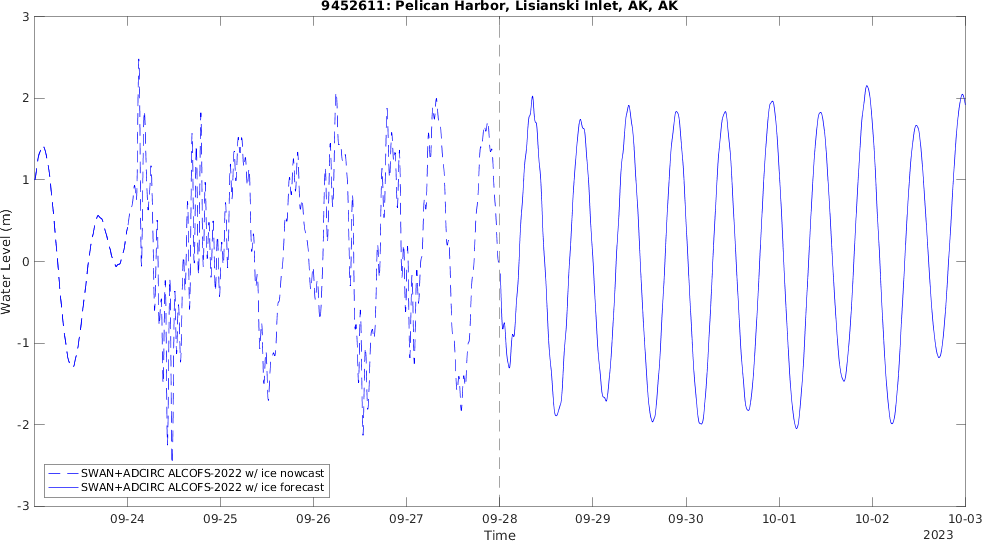 9452611: Pelican Harbor, Lisianski Inlet, AK, AK
3
2
1
0
-1
-2
-3
Water Level (m)
SWAN+ADCIRC ALCOFS-2022 w/ ice nowcast
SWAN+ADCIRC ALCOFS-2022 w/ ice forecast
09-24 09-25 09-26 09-27 09-28 09-29 09-30 10-01 10-02 10-03
Time
2023